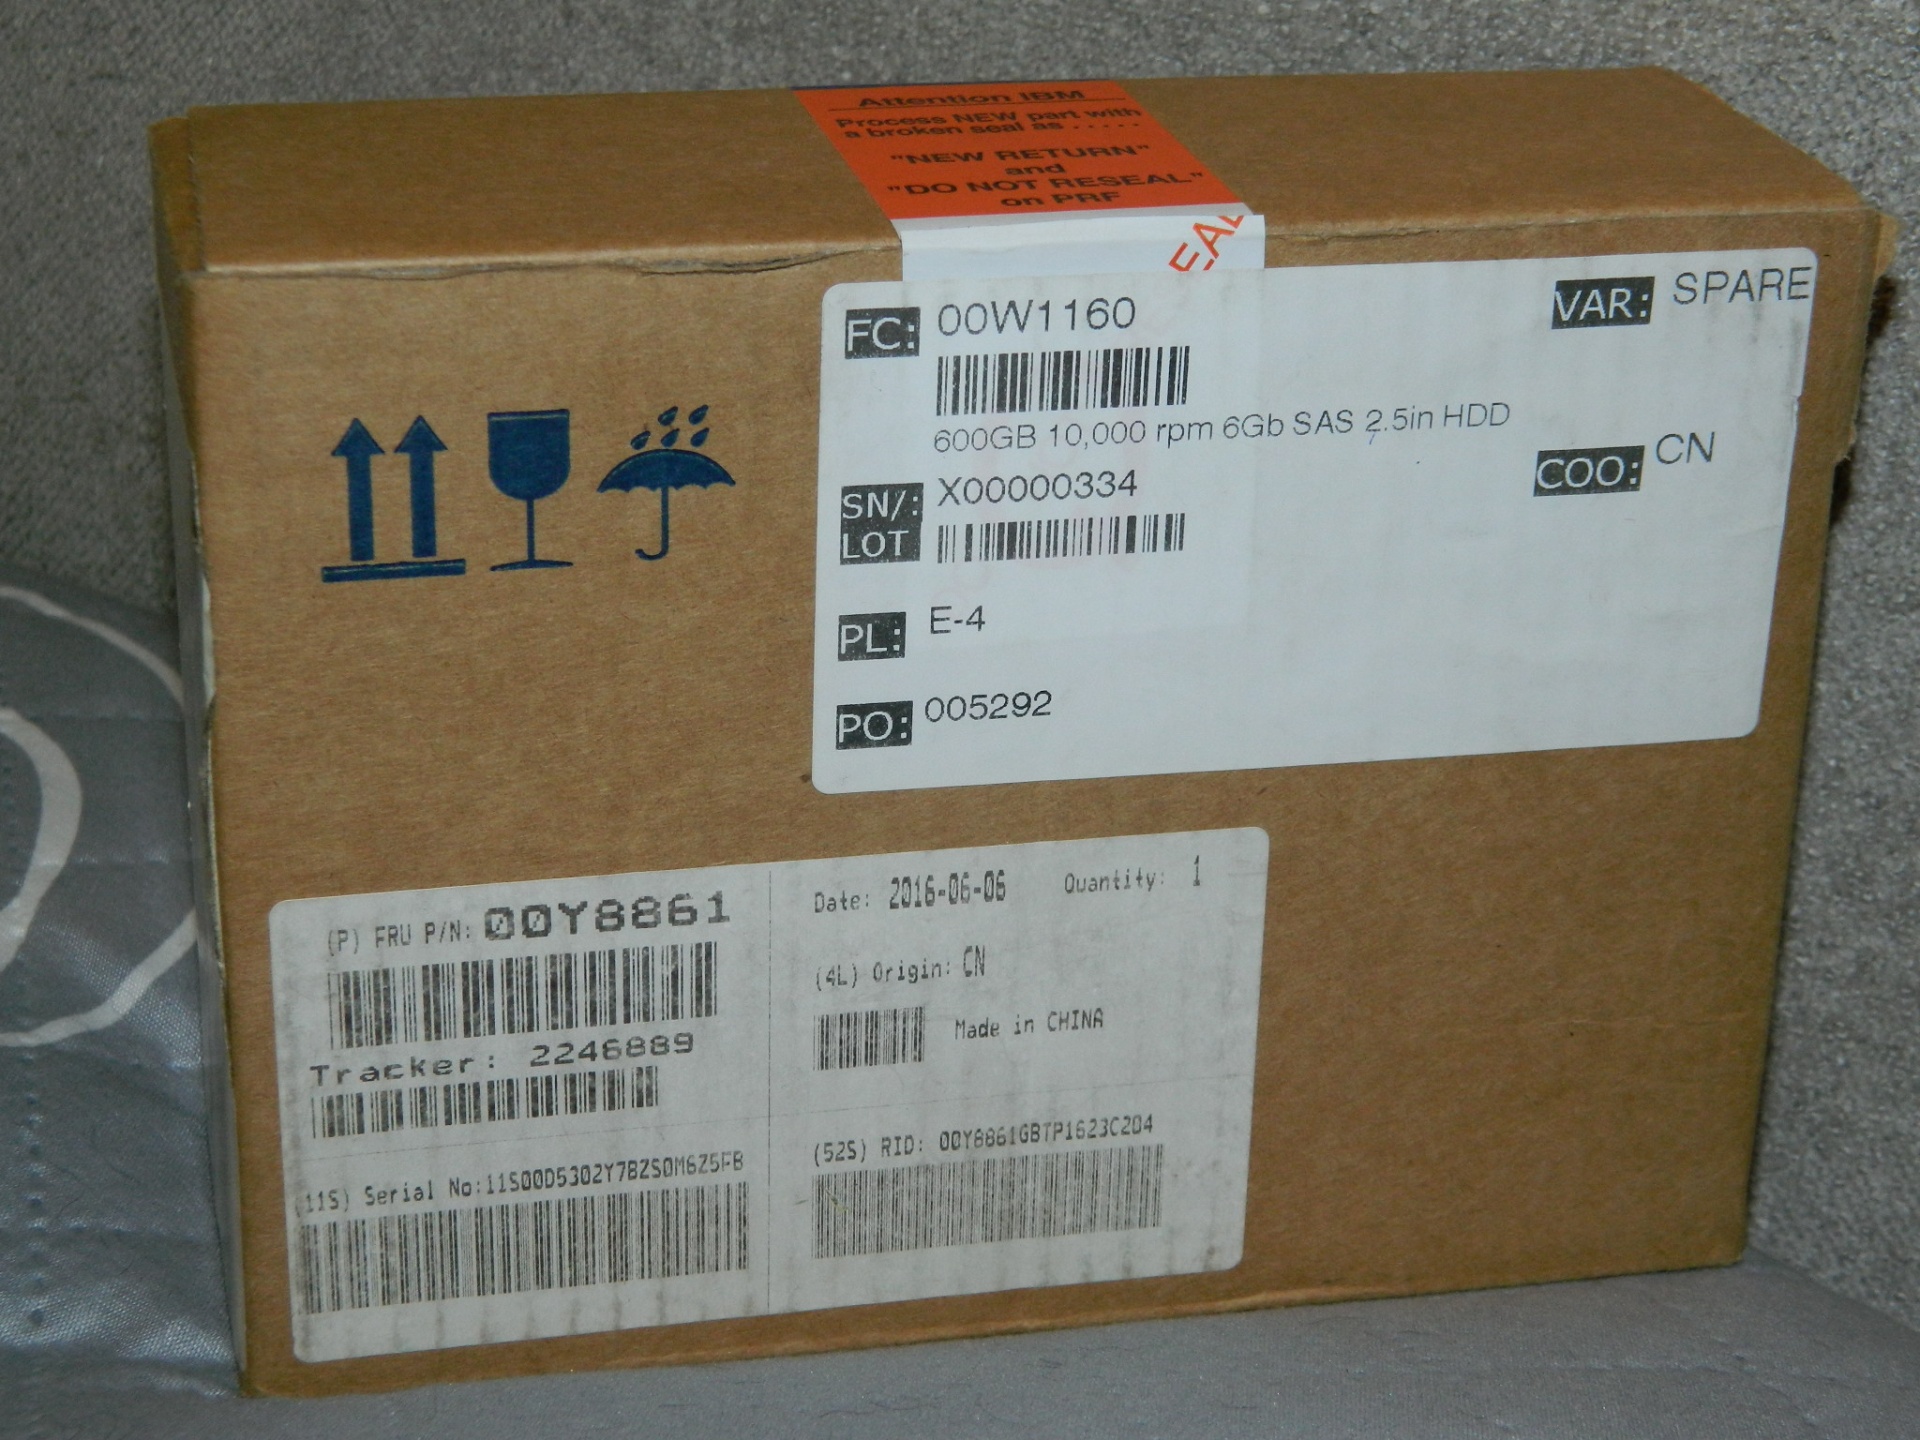 Attention IBM
Process NEW part with
a broken seal as . . . . .
"NEW RETURN"
and
"DO NOT RESEAL"
on PRF
FC: 00W1160
VAR: SPARE
600GB 10,000 rpm 6Gb SAS 2.5in HDD
COO: CN
SN/: X00000334
LOT
PL: E-4
PO: 005292
(P) FRU P/N: 00Y8861
Date: 2016-06-06 Quantity: 1
(4L) Origin: CN
Made in CHINA
Tracker: 2246889
(11S) Serial No:11S00D5302Y7BZS0M6Z5FB
(52S) RID: 00Y8861GBTP1623C2D4